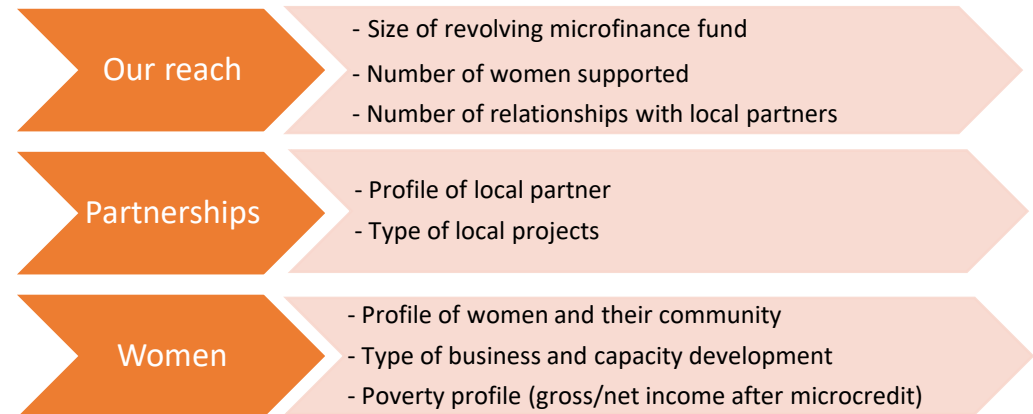 Our reach
- Size of revolving microfinance fund
- Number of women supported
- Number of relationships with local partners
Partnerships
- Profile of local partner
- Type of local projects
Women
- Profile of women and their community
- Type of business and capacity development
- Poverty profile (gross/net income after microcredit)